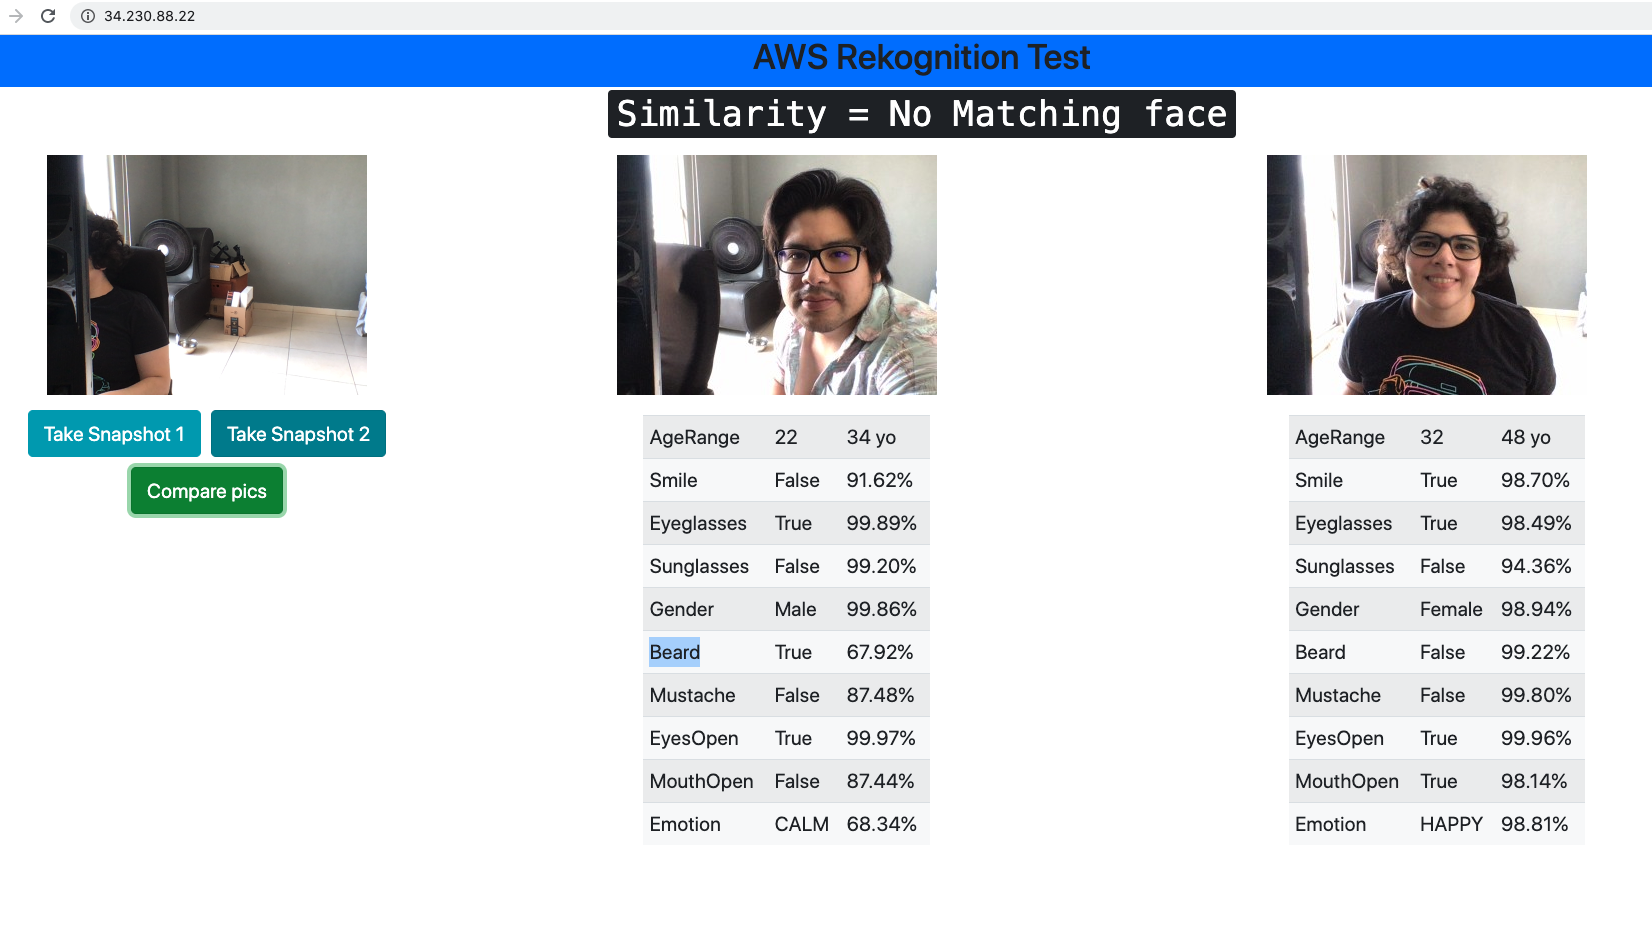 34.230.88.22
AWS Rekognition Test
Similarity = No Matching face
Take Snapshot 1
Take Snapshot 2
Compare pics
AgeRange 22 34 yo
Smile False 91.62%
Eyeglasses True 99.89%
Sunglasses False 99.20%
Gender Male 99.86%
Beard True 67.92%
Mustache False 87.48%
EyesOpen True 99.97%
MouthOpen False 87.44%
Emotion CALM 68.34%
AgeRange 32 48 yo
Smile True 98.70%
Eyeglasses True 98.49%
Sunglasses False 94.36%
Gender Female 98.94%
Beard False 99.22%
Mustache False 99.80%
EyesOpen True 99.96%
MouthOpen True 98.14%
Emotion HAPPY 98.81%